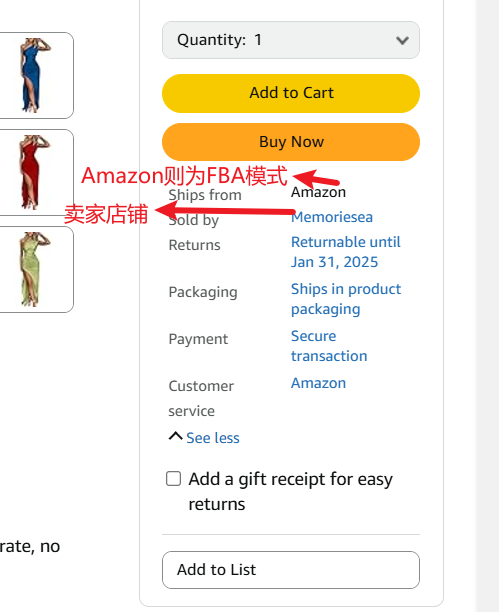 Quantity: 1
Add to Cart
Buy Now
Amazon则为FBA模式
Ships from Amazon
卖家店铺
Sold by Memoriesea
Returns Returnable until
Jan 31, 2025
Packaging Ships in product
packaging
Payment Secure
transaction
Customer Amazon
service
See less
Add a gift receipt for easy
returns
rate, no
Add to List